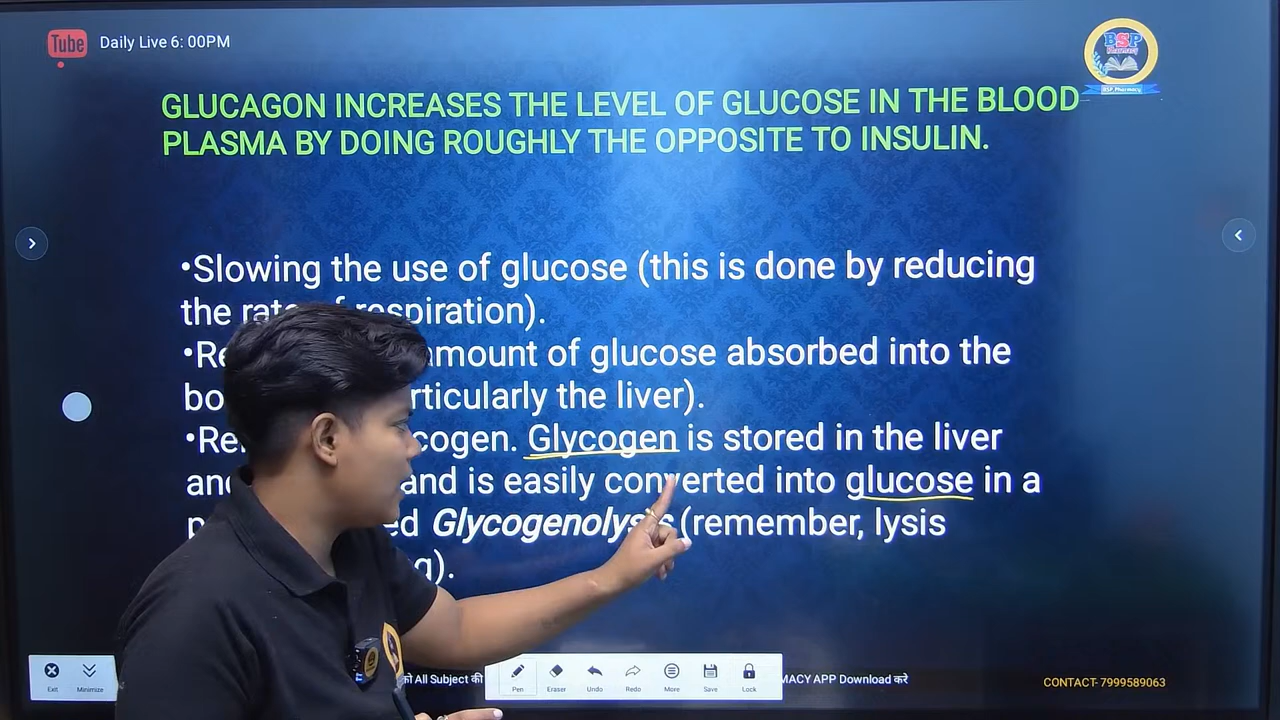 Tube Daily Live 6: 00PM
BSP
Pharmacy
BSP Pharmacy
GLUCAGON INCREASES THE LEVEL OF GLUCOSE IN THE BLOOD
PLASMA BY DOING ROUGHLY THE OPPOSITE TO INSULIN.
•Slowing the use of glucose (this is done by reducing
the rate of respiration).
•Re amount of glucose absorbed into the
bo rticularly the liver).
•Re cogen. Glycogen is stored in the liver
and and is easily converted into glucose in a
p ed Glycogenolysis (remember, lysis
g).
Exit Minimize Pen Eraser Undo Redo More Save Lock
को All Subject की MACY APP Download करे
CONTACT- 7999589063